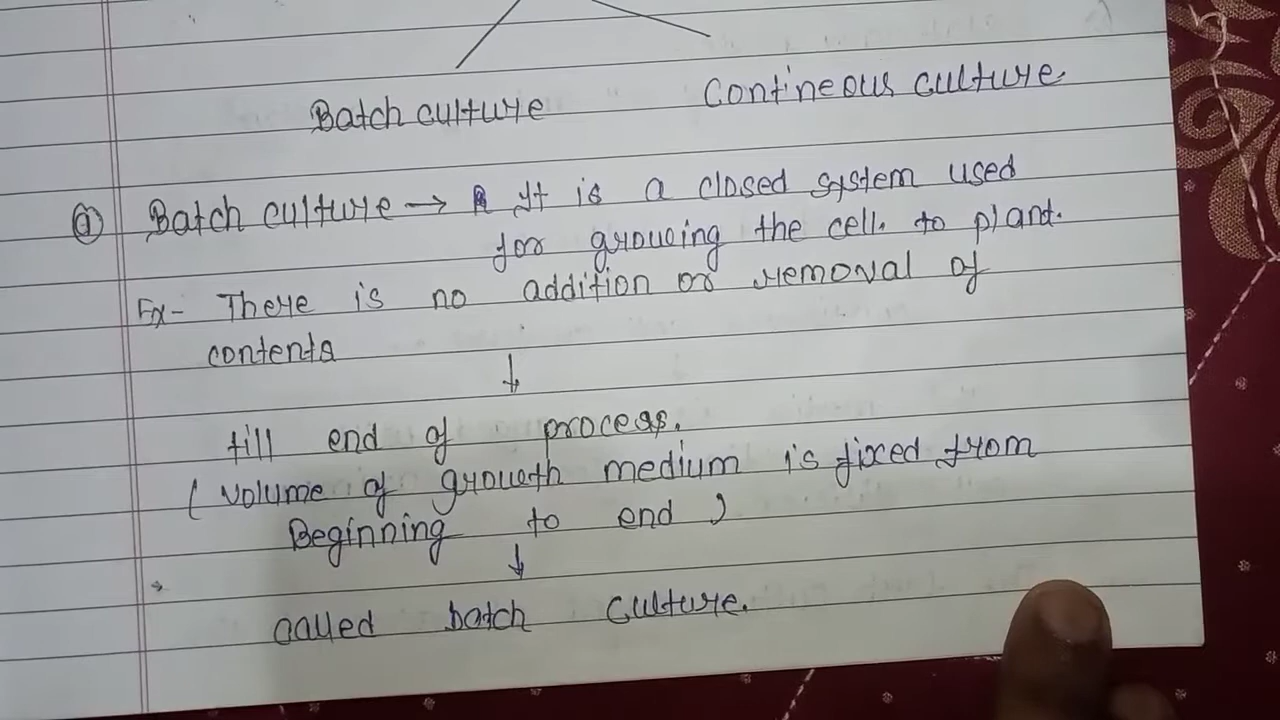 Batch culture Contineous culture.
(a) Batch culture → It is a closed system used
for groweing the cell. to plant.
Ex- There is no addition or removal of
contents
↓
till end of process.
( volume of groweth medium is fixed from
Beginning to end )
↓
called batch culture.